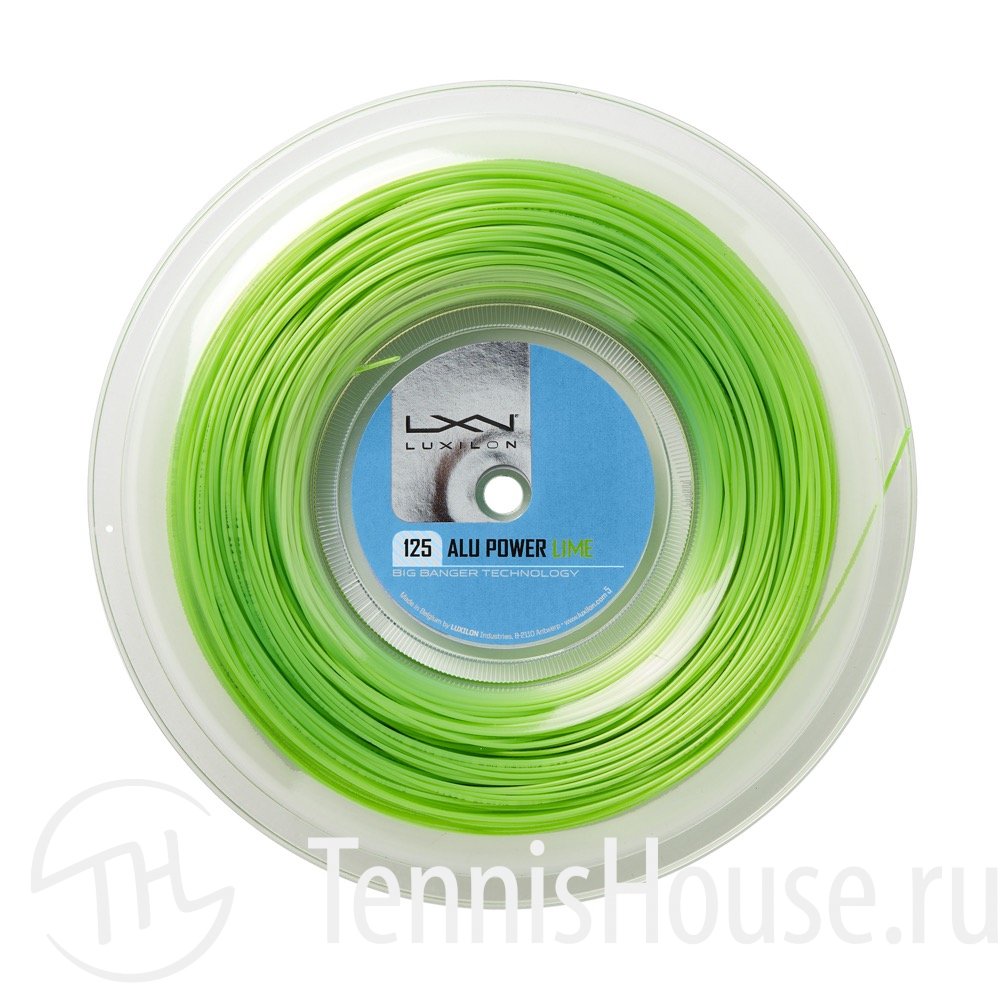 LXN
LUXILON
125 ALU POWER LIME
BIG BANGER TECHNOLOGY
Made in Belgium by LUXILON Industries, B-2110 Antwerp - www.luxilon.com 5
TH
TennisHouse.ru